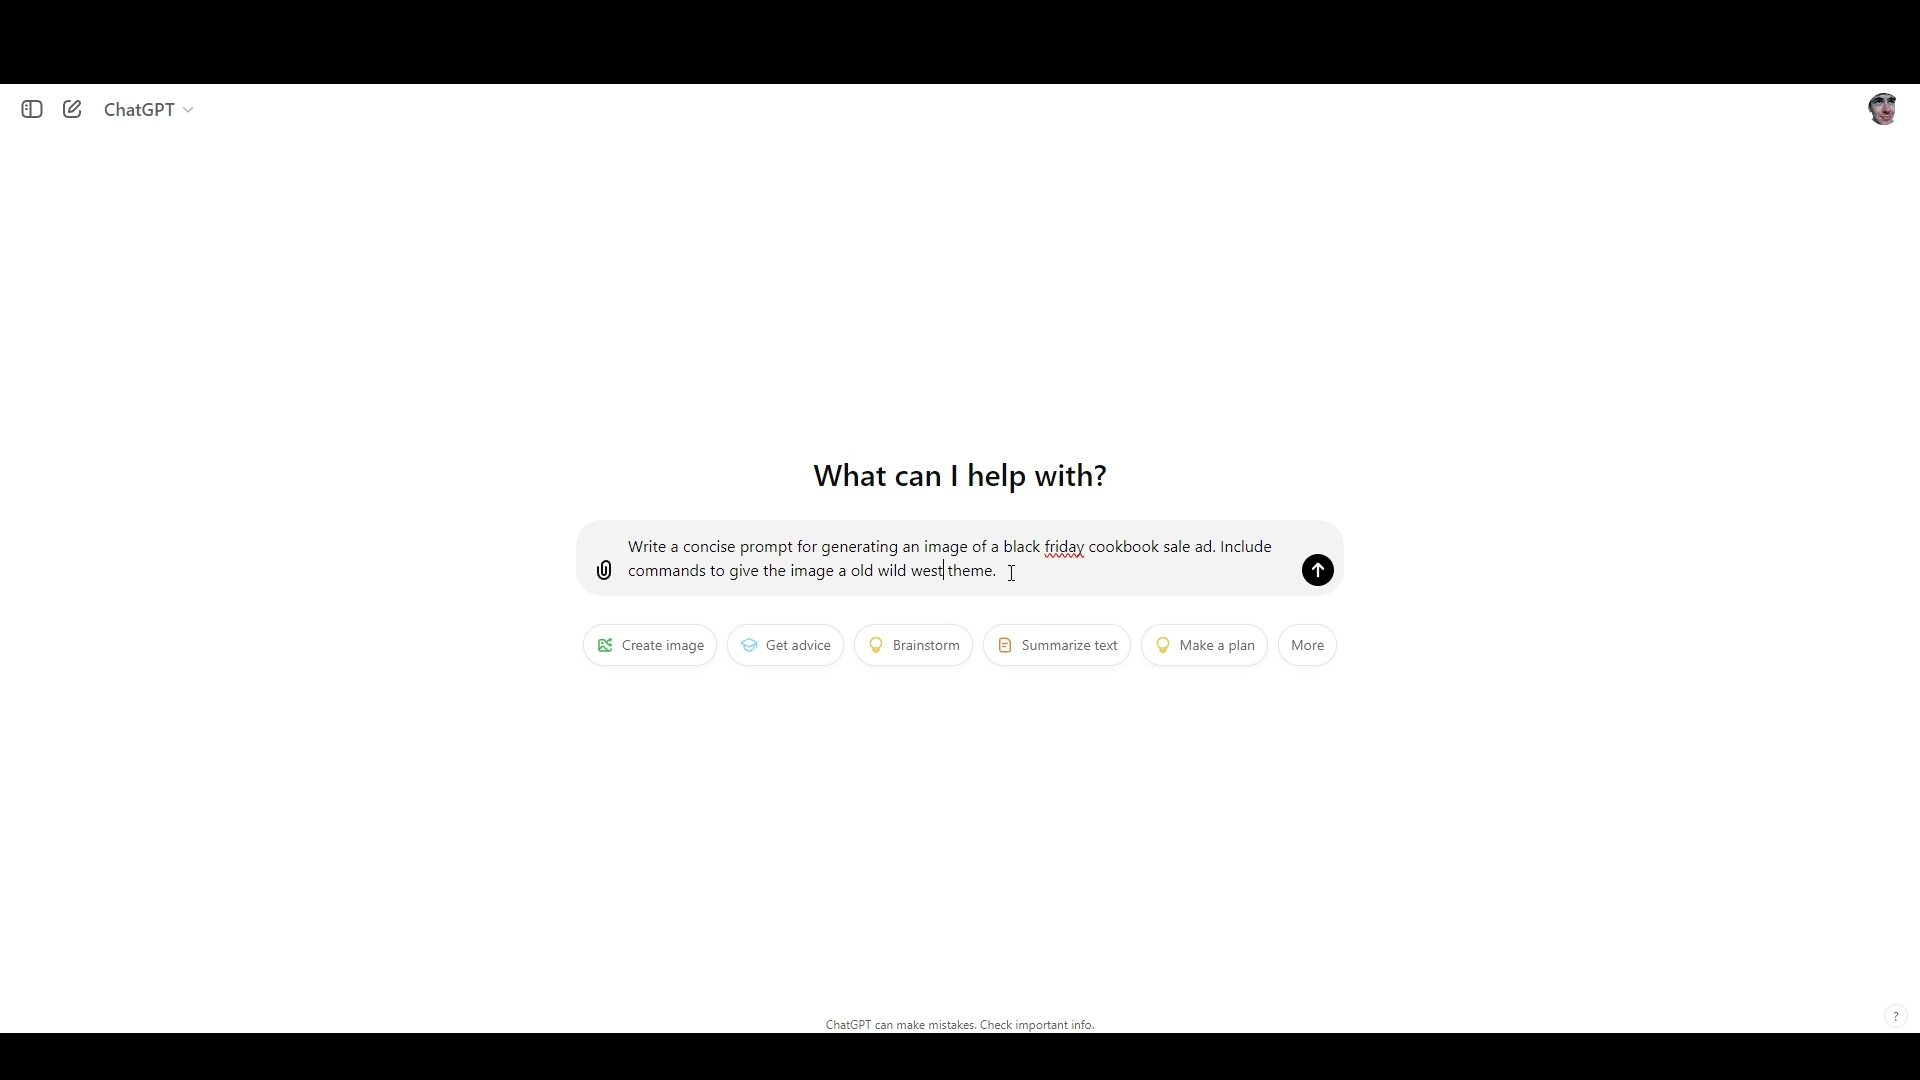 ChatGPT
What can I help with?
Write a concise prompt for generating an image of a black friday cookbook sale ad. Include
commands to give the image a old wild west theme.
Create image
Get advice
Brainstorm
Summarize text
Make a plan
More
ChatGPT can make mistakes. Check important info.
?